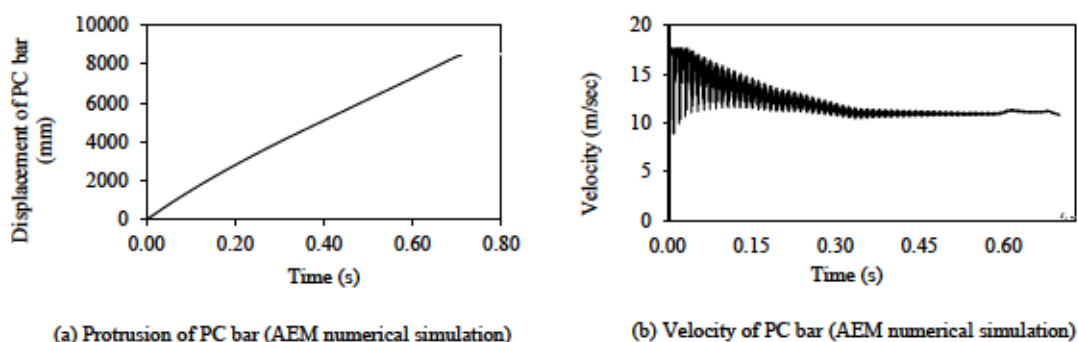 Displacement of PC bar
(mm)
10000
8000
6000
4000
2000
0
0.00 0.20 0.40 0.60 0.80
Time (s)
(a) Protrusion of PC bar (AEM numerical simulation)
Velocity (m/sec)
20
15
10
5
0
0.00 0.15 0.30 0.45 0.60
Time (s)
(b) Velocity of PC bar (AEM numerical simulation)